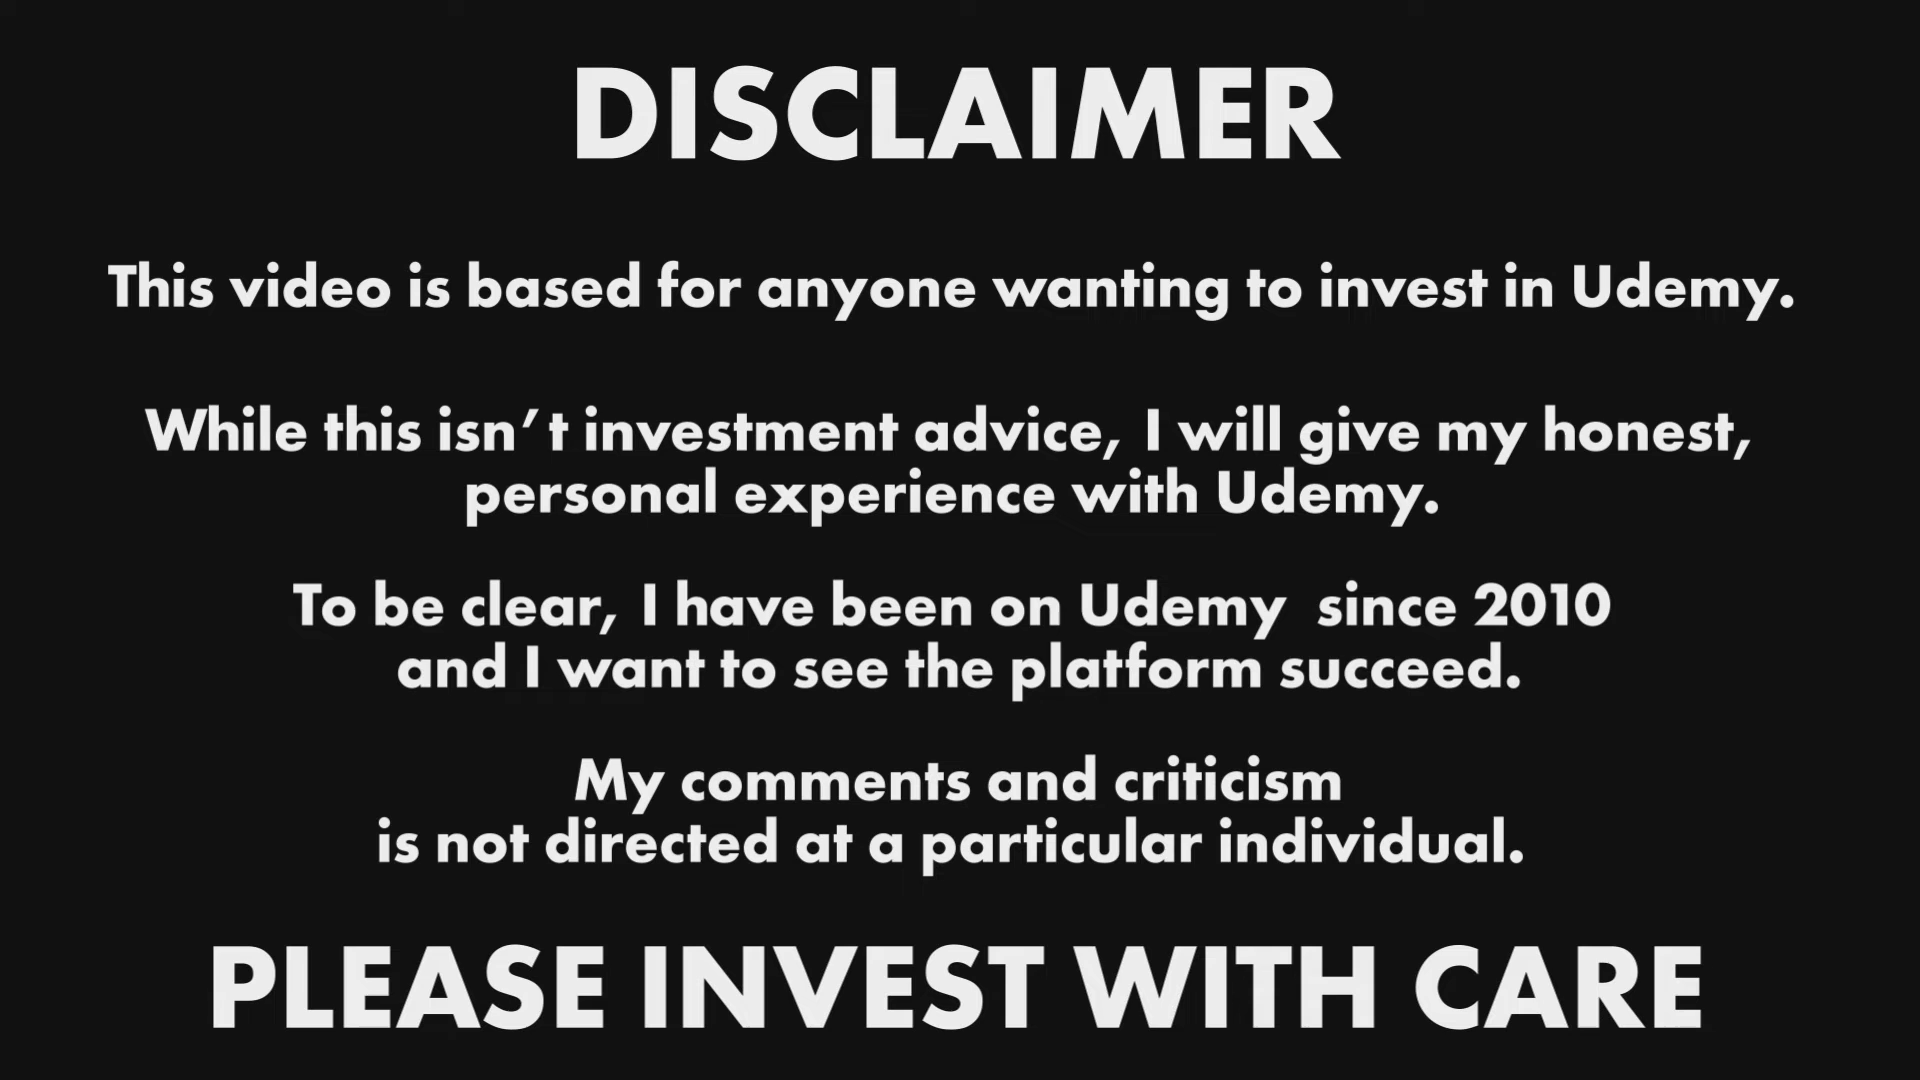 DISCLAIMER
This video is based for anyone wanting to invest in Udemy.
While this isn't investment advice, I will give my honest,
personal experience with Udemy.
To be clear, I have been on Udemy  since 2010
and I want to see the platform succeed.
My comments and criticism
is not directed at a particular individual.
PLEASE INVEST WITH CARE